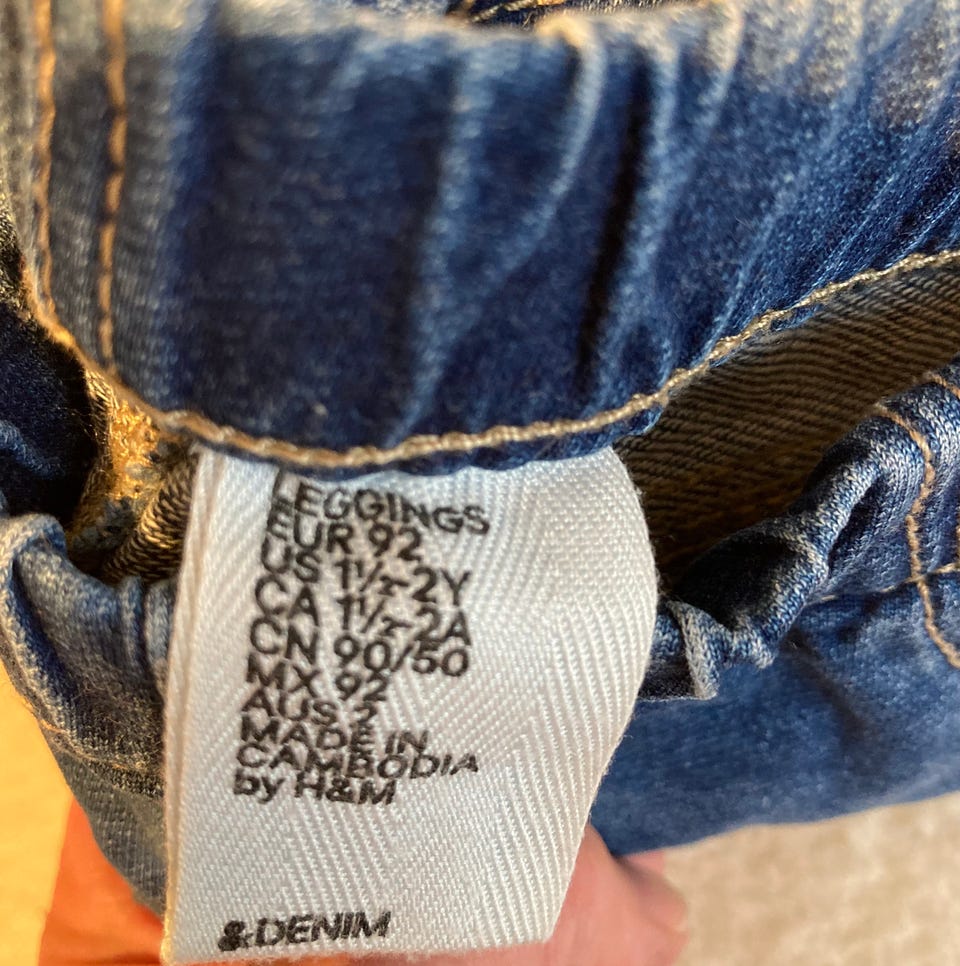 LEGGINGS
EUR 92
US 1½-2Y
CA 1½-2A
CN 90/50
MX 92
AUS 2
MADE IN
CAMBODIA
by H&M
&DENIM